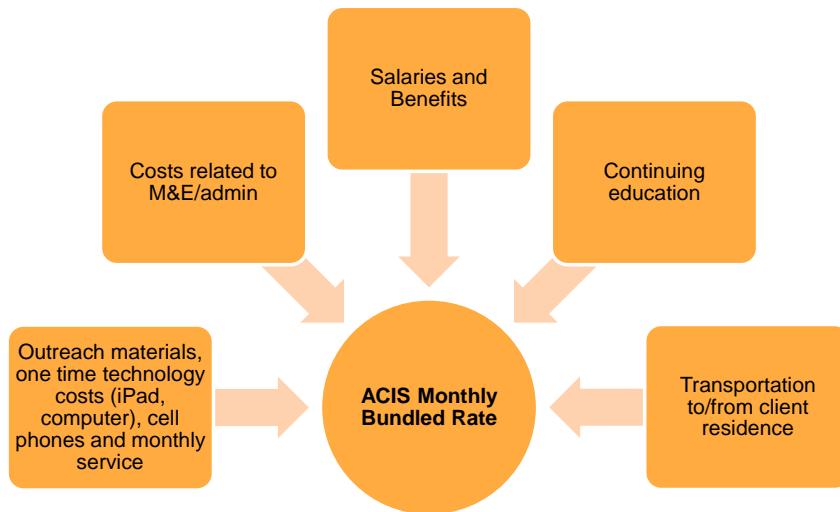 Salaries and
Benefits
Costs related to
M&E/admin
Continuing
education
Outreach materials,
one time technology
costs (iPad,
computer), cell
phones and monthly
service
ACIS Monthly
Bundled Rate
Transportation
to/from client
residence